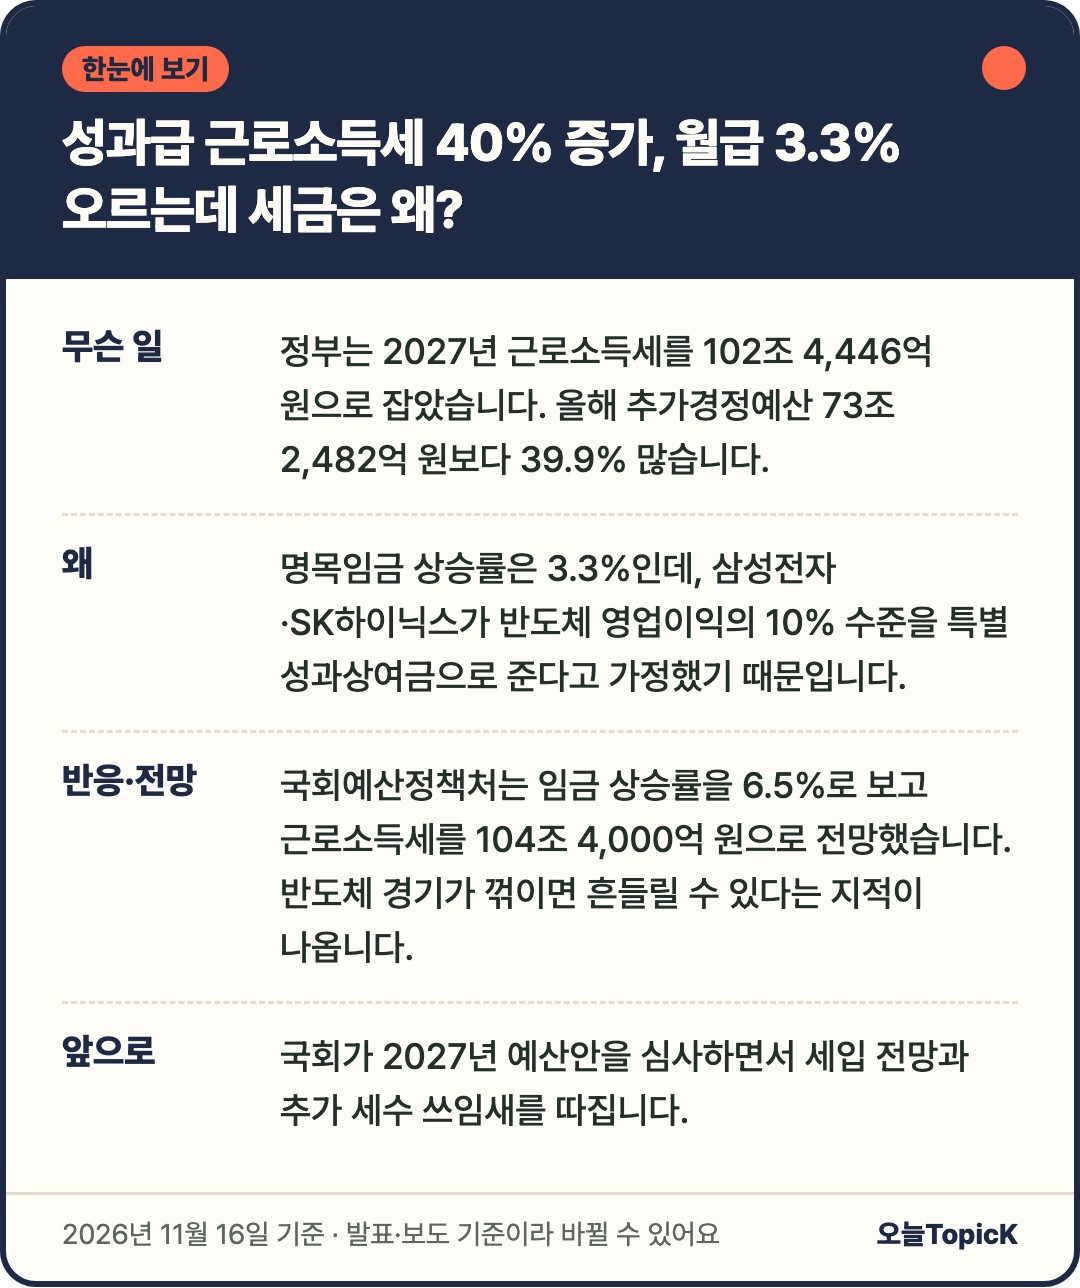 한눈에 보기
성과급 근로소득세 40% 증가, 월급 3.3%
오르는데 세금은 왜?
무슨 일
정부는 2027년 근로소득세를 102조 4,446억
원으로 잡았습니다. 올해 추가경정예산 73조
2,482억 원보다 39.9% 많습니다.
왜
명목임금 상승률은 3.3%인데, 삼성전자
·SK하이닉스가 반도체 영업이익의 10% 수준을 특별
성과상여금으로 준다고 가정했기 때문입니다.
반응·전망
국회예산정책처는 임금 상승률을 6.5%로 보고
근로소득세를 104조 4,000억 원으로 전망했습니다.
반도체 경기가 꺾이면 흔들릴 수 있다는 지적이
나옵니다.
앞으로
국회가 2027년 예산안을 심사하면서 세입 전망과
추가 세수 쓰임새를 따집니다.
2026년 11월 16일 기준 · 발표·보도 기준이라 바뀔 수 있어요
오늘TopicK